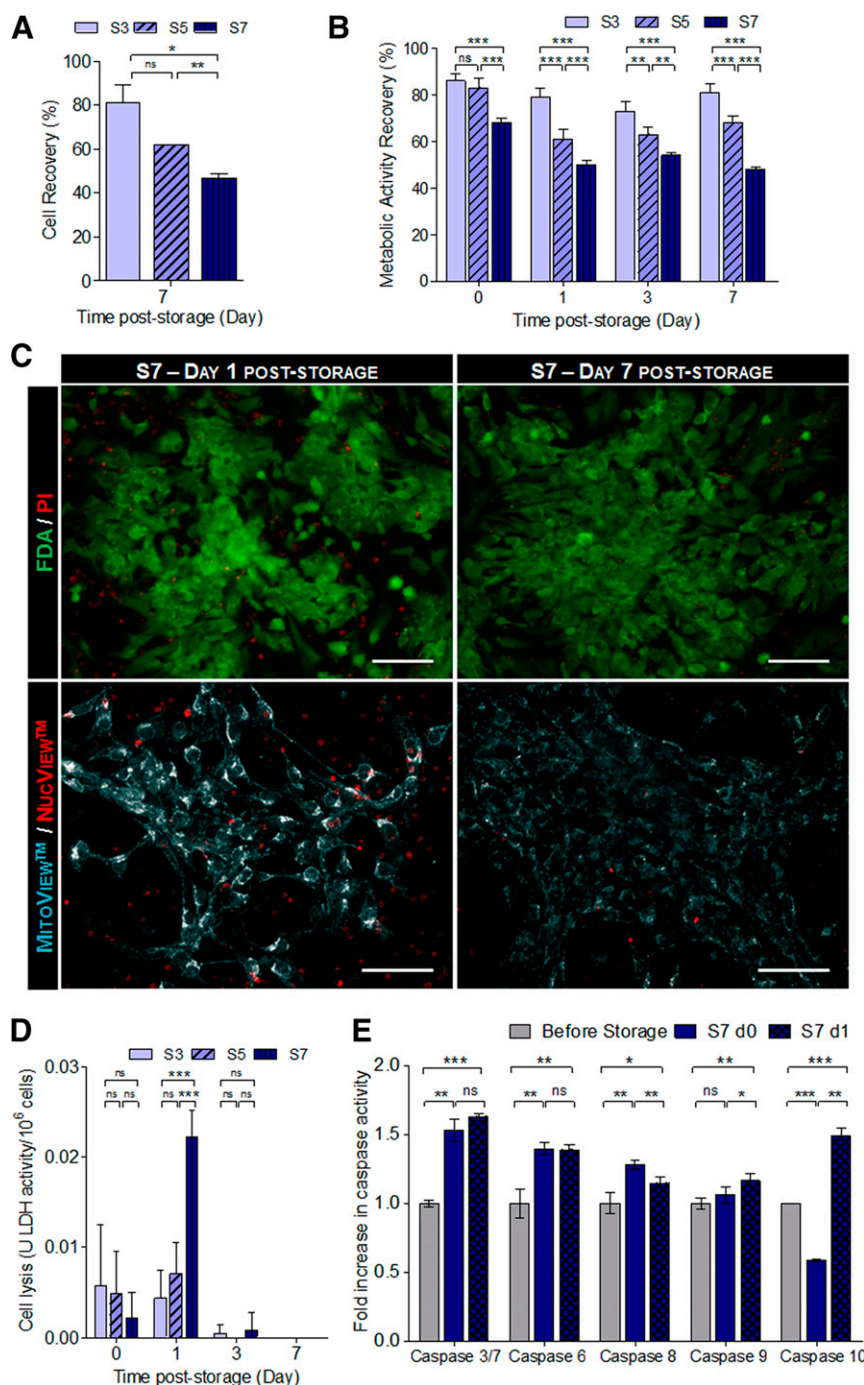 A
S3 S5 S7
*
ns **
Cell Recovery (%)
100
80
60
40
20
0
7
Time post-storage (Day)
B
S3 S5 S7
*** *** *** ***
ns *** *** *** ** ** *** ***
Metabolic Activity Recovery (%)
100
80
60
40
20
0
0 1 3 7
Time post-storage (Day)
C
S7 – DAY 1 POST-STORAGE
S7 – DAY 7 POST-STORAGE
FDA / PI
MITOVIEW™ / NUCVIEW™
D
S3 S5 S7
ns *** ns
ns ns ns *** ns ns
Cell lysis (U LDH activity/10⁶ cells)
0.03
0.02
0.01
0.00
0 1 3 7
Time post-storage (Day)
E
Before Storage S7 d0 S7 d1
*** ** * ** ***
** ns ** ns ** ** ns * *** **
Fold increase in caspase activity
2.0
1.5
1.0
0.5
0.0
Caspase 3/7 Caspase 6 Caspase 8 Caspase 9 Caspase 10